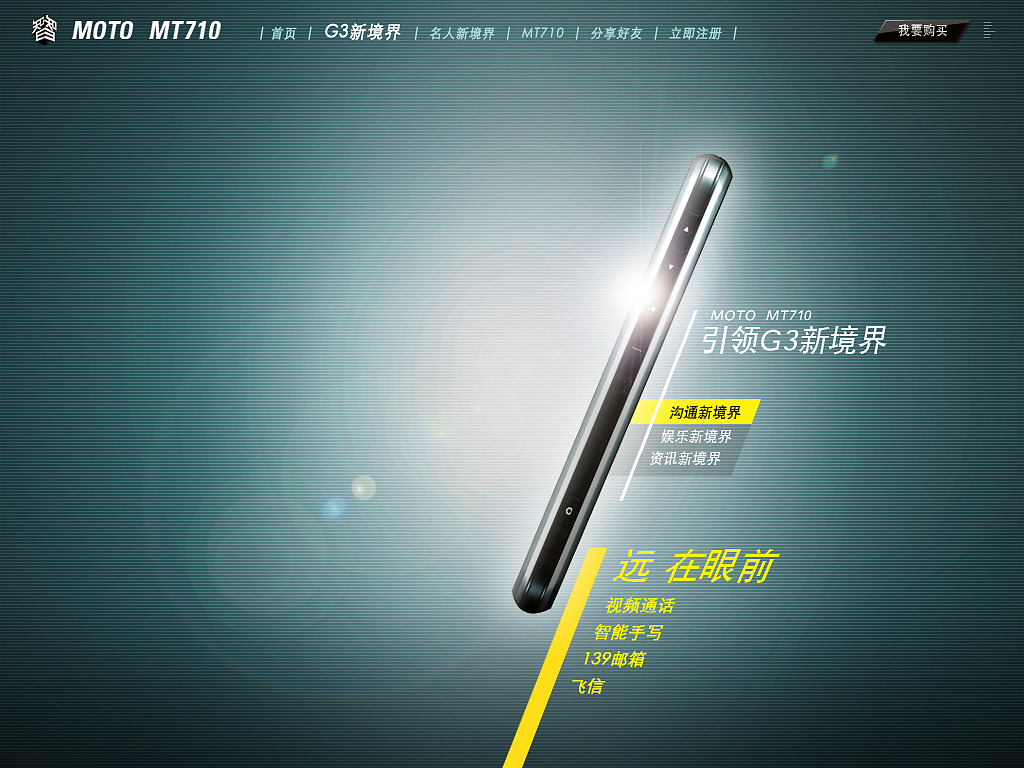 MOTO MT710
首页 | G3新境界 | 名人新境界 | MT710 | 分享好友 | 立即注册
我要购买
MOTO MT710
引领G3新境界
沟通新境界
娱乐新境界
资讯新境界
远 在眼前
视频通话
智能手写
139邮箱
飞信